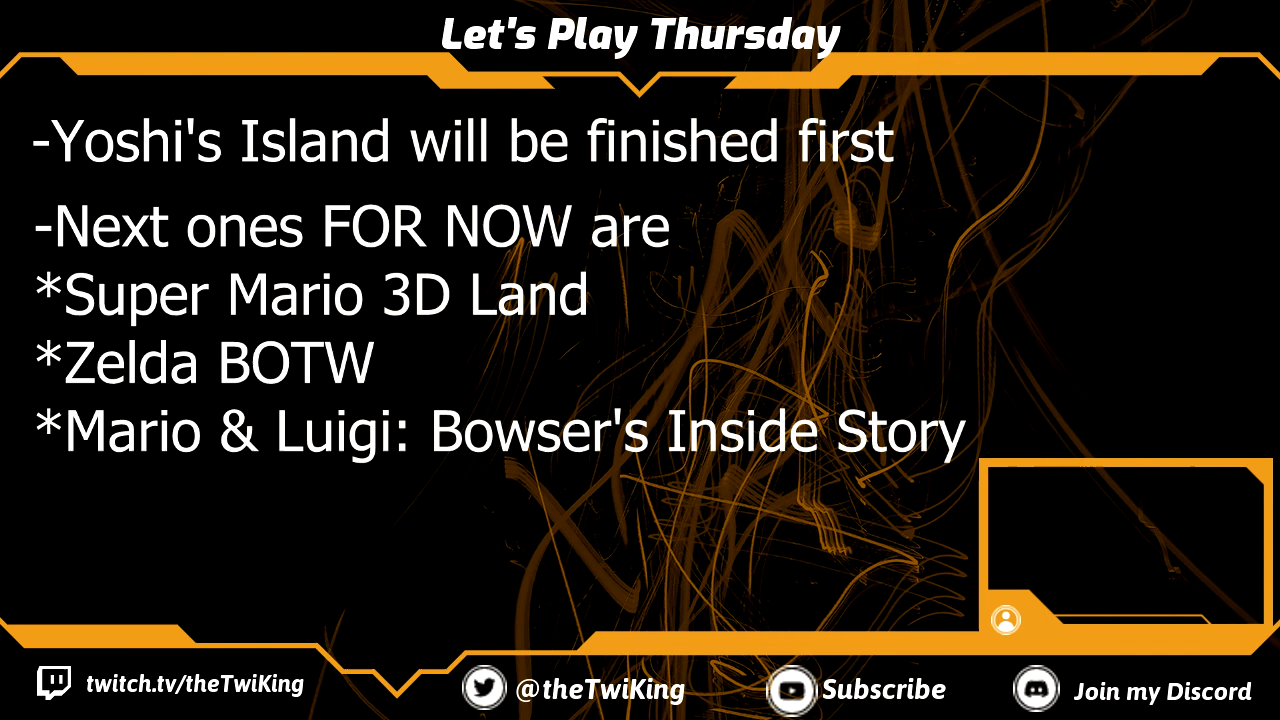 Let's Play Thursday
-Yoshi's Island will be finished first
-Next ones FOR NOW are
*Super Mario 3D Land
*Zelda BOTW
*Mario & Luigi: Bowser's Inside Story
twitch.tv/theTwiKing
@theTwiKing
Subscribe
Join my Discord